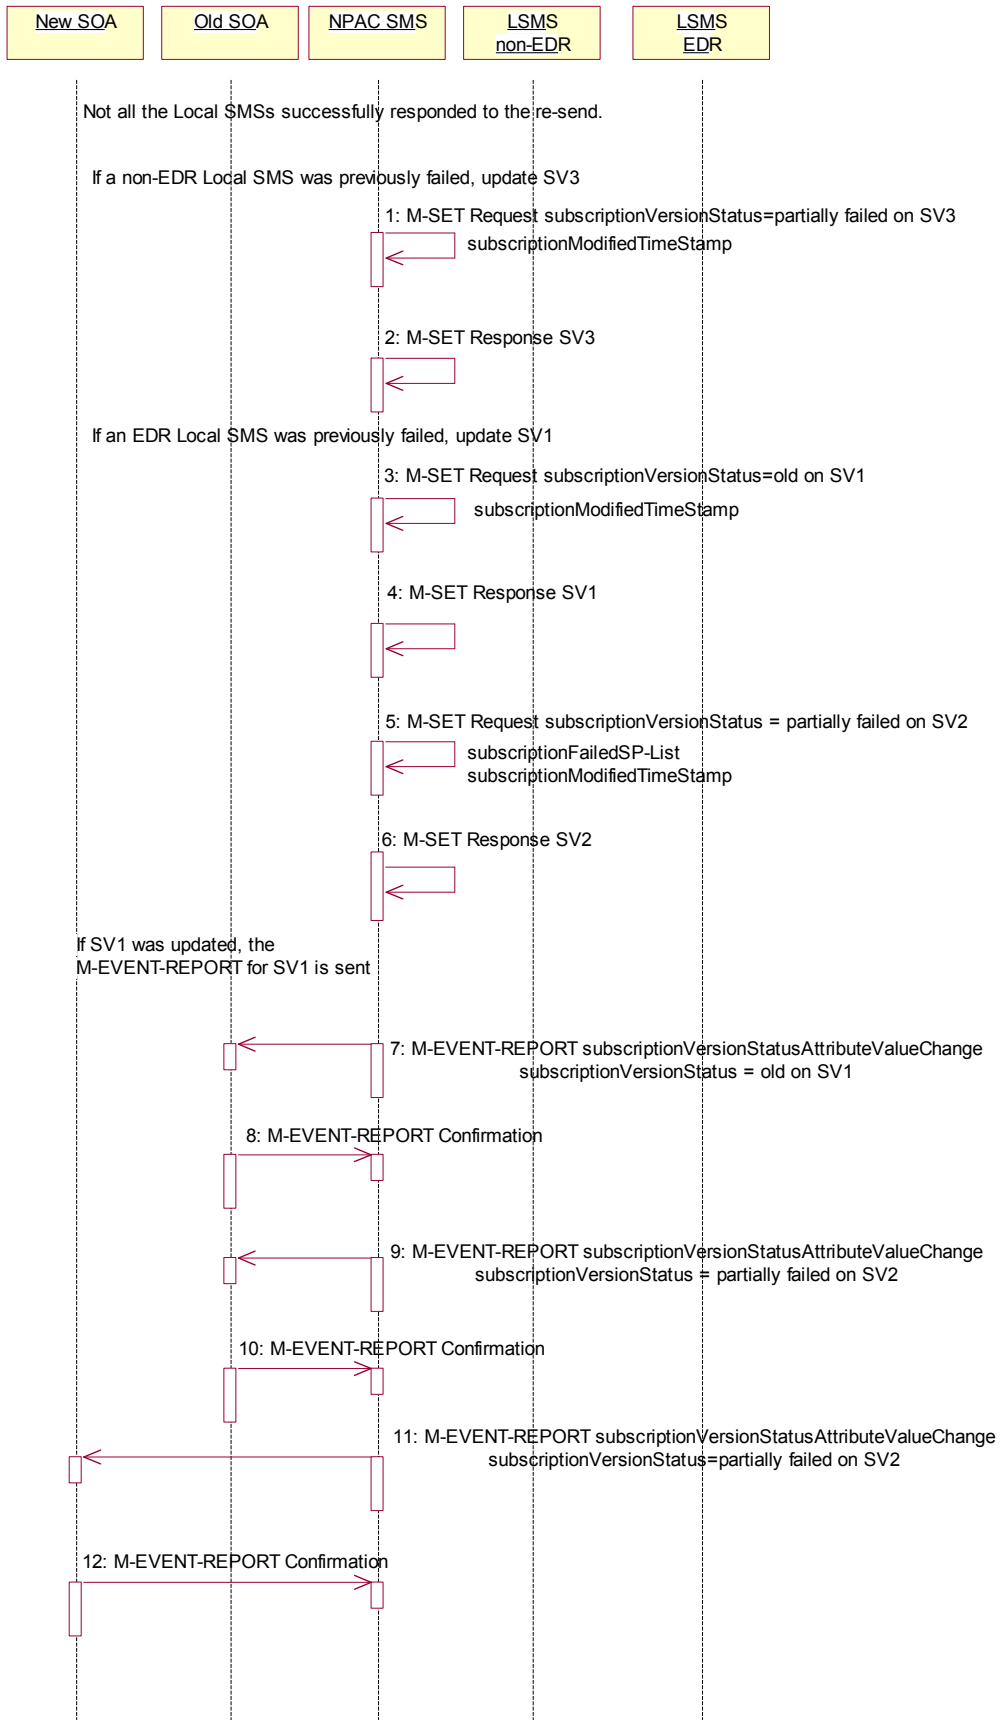 New SOA
Old SOA
NPAC SMS
LSMS
non-EDR
LSMS
EDR
Not all the Local SMSs successfully responded to the re-send.
If a non-EDR Local SMS was previously failed, update SV3
1: M-SET Request subscriptionVersionStatus=partially failed on SV3
subscriptionModifiedTimeStamp
2: M-SET Response SV3
If an EDR Local SMS was previously failed, update SV1
3: M-SET Request subscriptionVersionStatus=old on SV1
subscriptionModifiedTimeStamp
4: M-SET Response SV1
5: M-SET Request subscriptionVersionStatus = partially failed on SV2
subscriptionFailedSP-List
subscriptionModifiedTimeStamp
6: M-SET Response SV2
If SV1 was updated, the
M-EVENT-REPORT for SV1 is sent
7: M-EVENT-REPORT subscriptionVersionStatusAttributeValueChange
subscriptionVersionStatus = old on SV1
8: M-EVENT-REPORT Confirmation
9: M-EVENT-REPORT subscriptionVersionStatusAttributeValueChange
subscriptionVersionStatus = partially failed on SV2
10: M-EVENT-REPORT Confirmation
11: M-EVENT-REPORT subscriptionVersionStatusAttributeValueChange
subscriptionVersionStatus=partially failed on SV2
12: M-EVENT-REPORT Confirmation